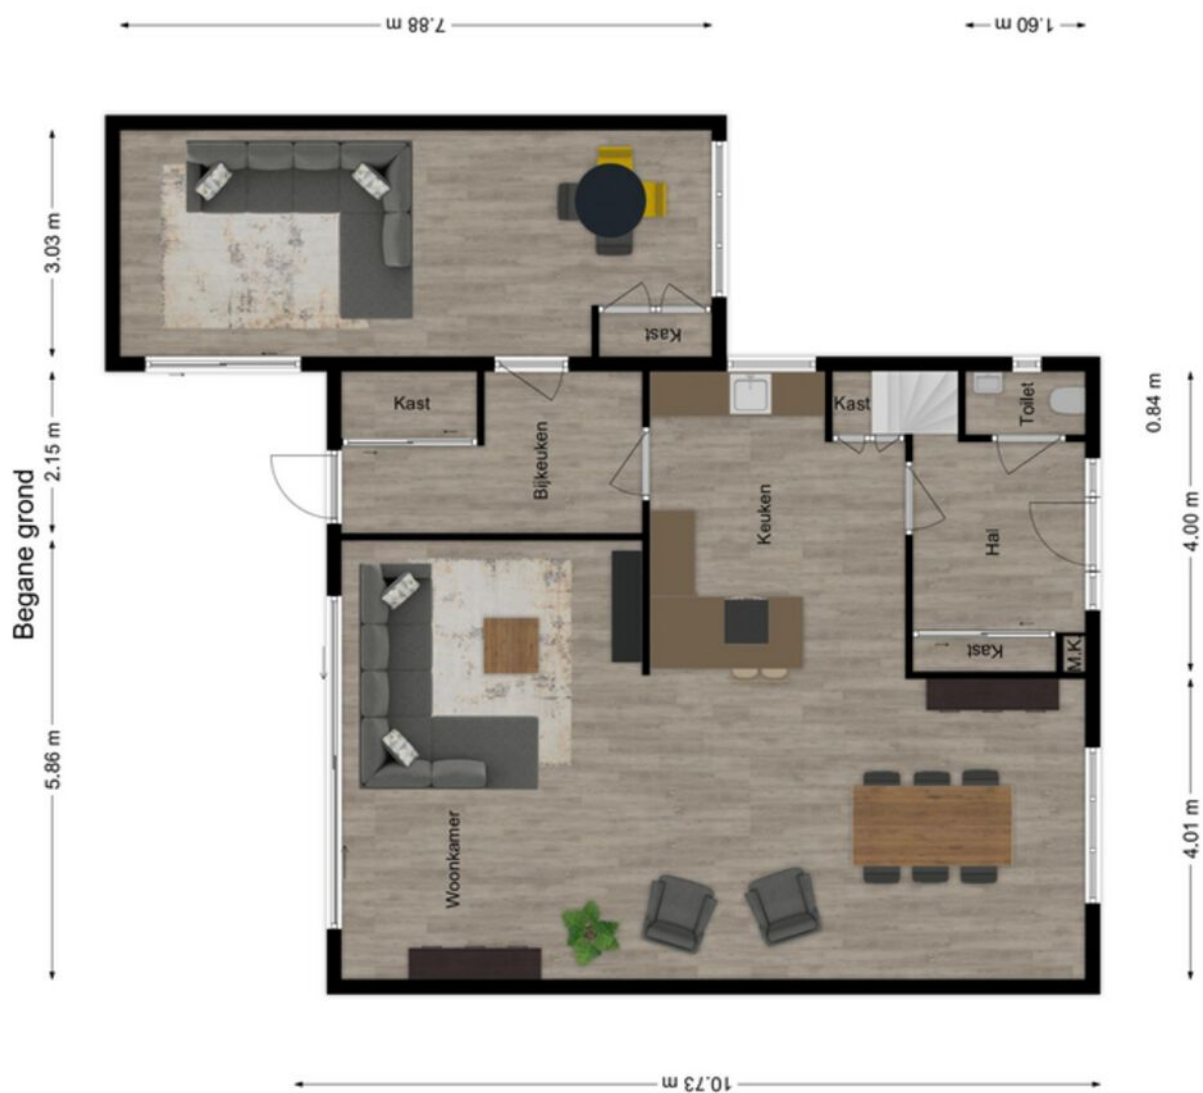 7.88 m
1.60 m
3.03 m
Kast
0.84 m
Kast
Kast
Toilet
2.15 m
Bijkeuken
Keuken
Hal
4.00 m
Begane grond
Kast
M.K.
5.86 m
Woonkamer
4.01 m
10.73 m